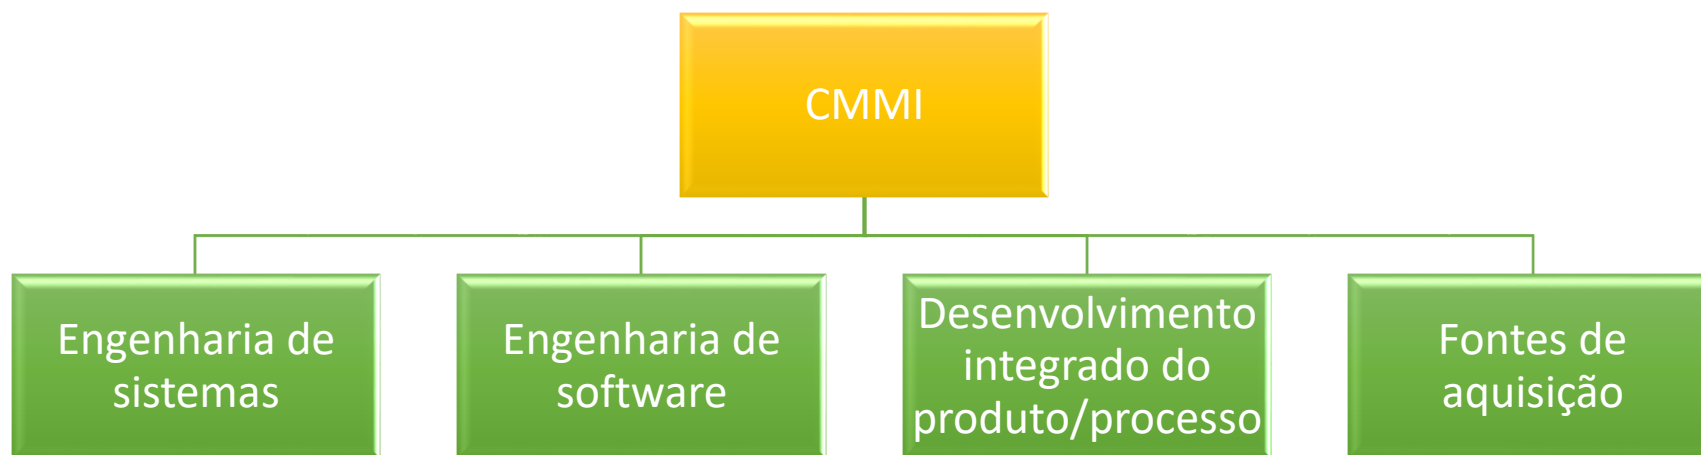 CMMI
Engenharia de
sistemas
Engenharia de
software
Desenvolvimento
integrado do
produto/processo
Fontes de
aquisição